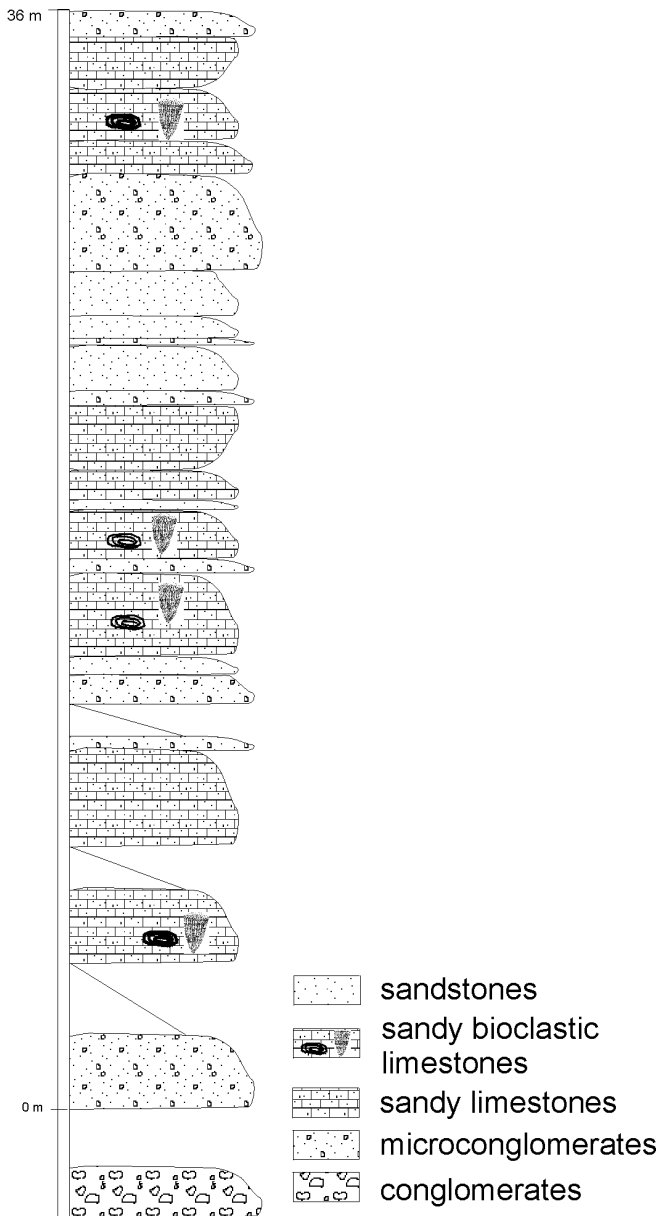 36 m
0 m
sandstones
sandy bioclastic
limestones
sandy limestones
microconglomerates
conglomerates